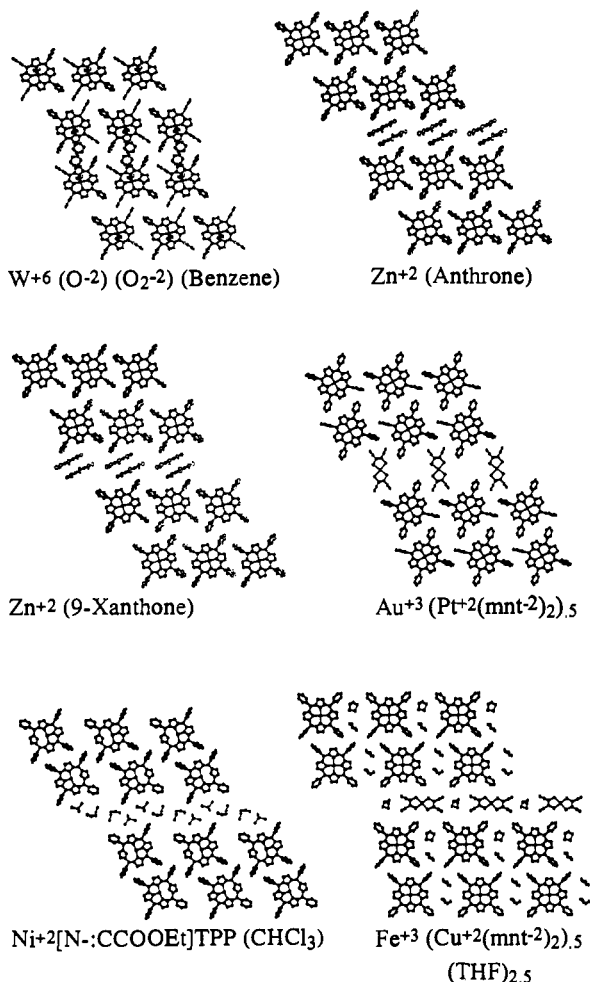 W+6 (O-2) (O2-2) (Benzene)
Zn+2 (Anthrone)
Zn+2 (9-Xanthone)
Au+3 (Pt+2(mnt-2)2).5
Ni+2[N-:CCOOEt]TPP (CHCl3)
Fe+3 (Cu+2(mnt-2)2).5
(THF)2.5